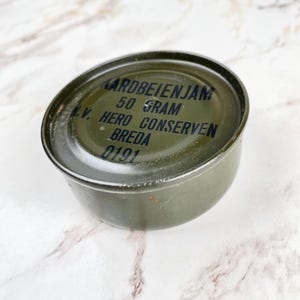 AARDBEIENJAM
50 GRAM
N.V. HERO CONSERVEN
BREDA
0191